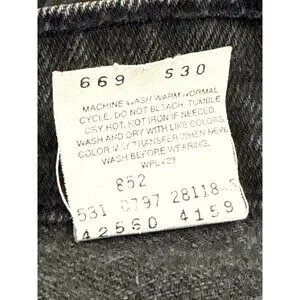 669 S30
MACHINE WASH WARM NORMAL
CYCLE. DO NOT BLEACH. TUMBLE
DRY HOT. HOT IRON IF NEEDED.
WASH AND DRY WITH LIKE COLORS.
COLOR MAY TRANSFER WHEN NEW.
WASH BEFORE WEARING.
WPL-423
852
531 0797 28118-
42560 4159